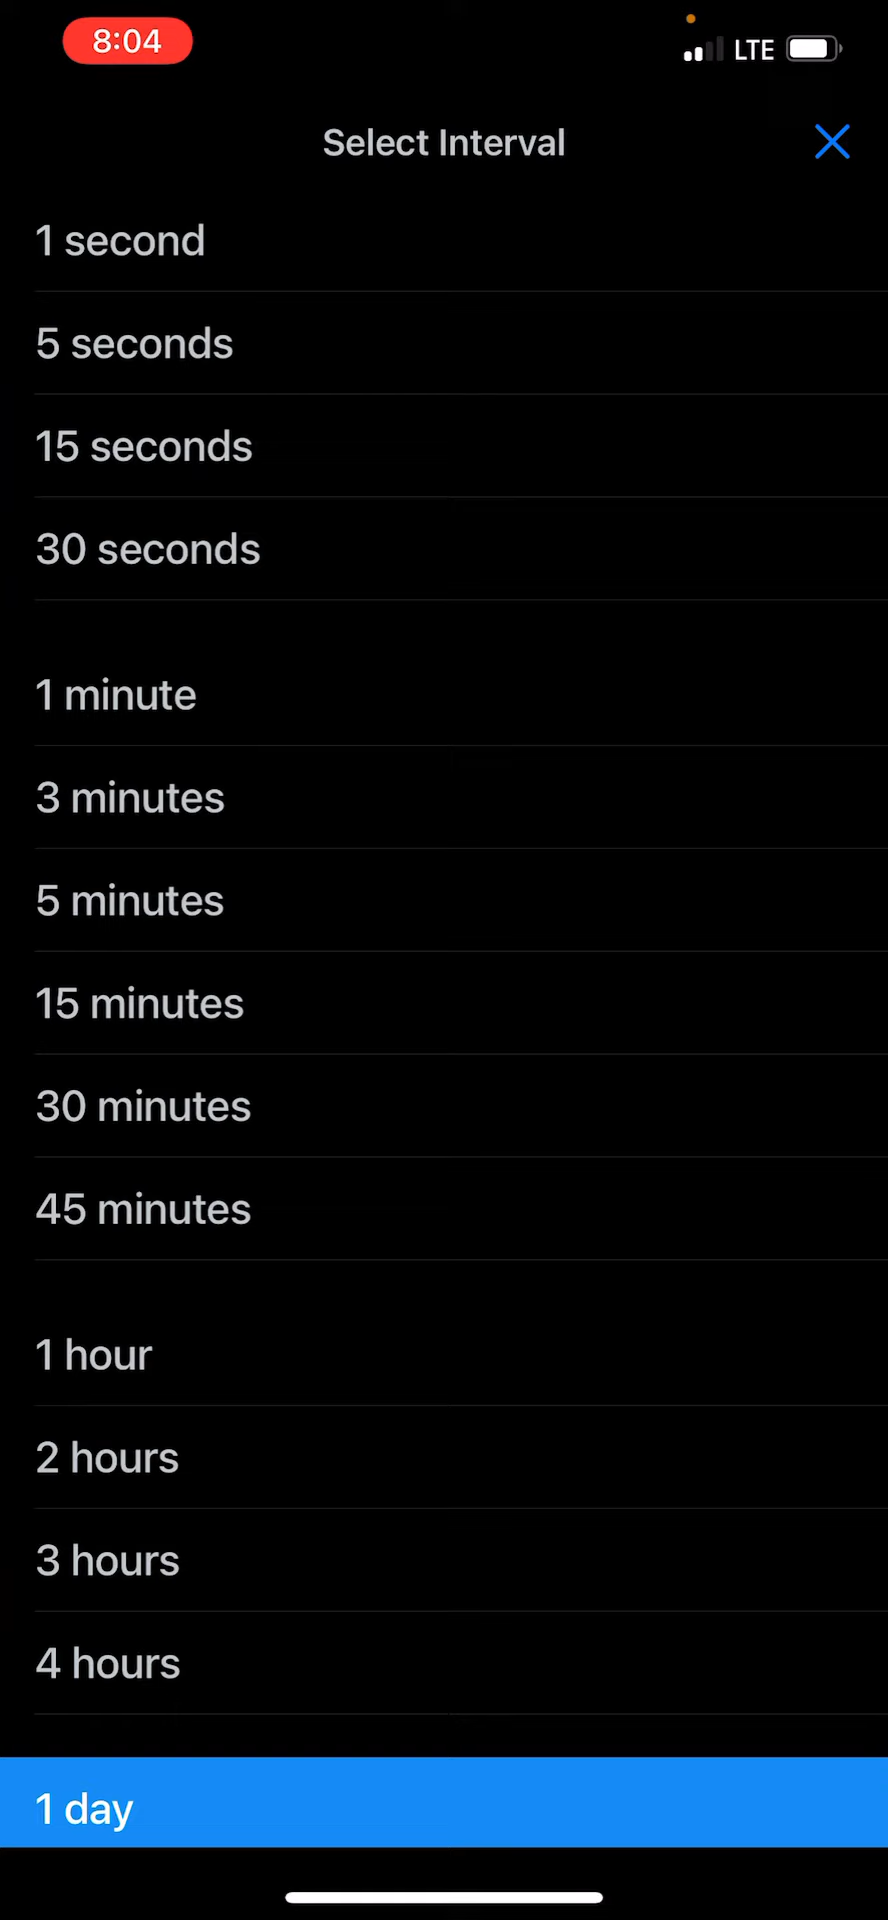 8:04
LTE
Select Interval
1 second
5 seconds
15 seconds
30 seconds
1 minute
3 minutes
5 minutes
15 minutes
30 minutes
45 minutes
1 hour
2 hours
3 hours
4 hours
1 day